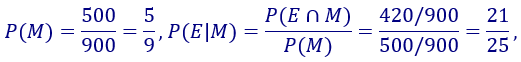 P(M) = 500/900 = 5/9, P(E|M) = P(E ∩ M)/P(M) = (420/900)/(500/900) = 21/25,